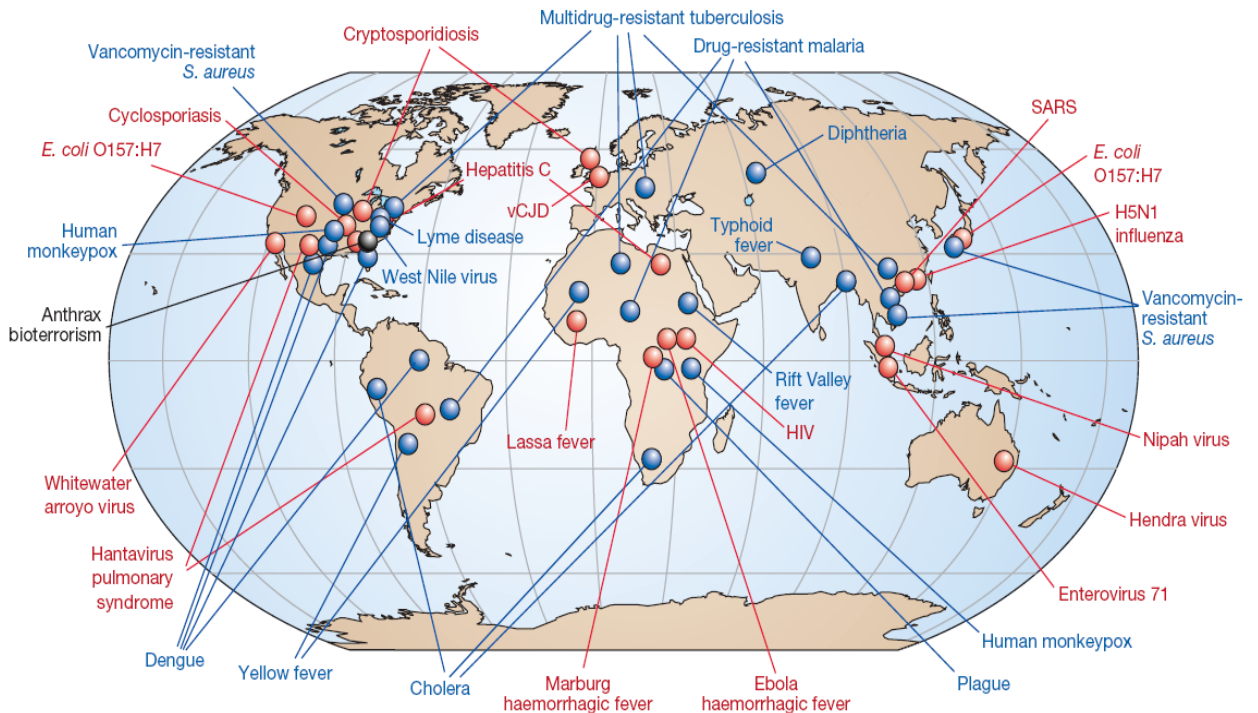 Multidrug-resistant tuberculosis
Cryptosporidiosis
Drug-resistant malaria
Vancomycin-resistant
S. aureus
SARS
Cyclosporiasis
Diphtheria
E. coli O157:H7
E. coli
O157:H7
Hepatitis C
vCJD
H5N1
influenza
Human
monkeypox
Lyme disease
Typhoid
fever
West Nile virus
Anthrax
bioterrorism
Vancomycin-
resistant
S. aureus
Rift Valley
fever
HIV
Lassa fever
Nipah virus
Whitewater
arroyo virus
Hendra virus
Hantavirus
pulmonary
syndrome
Enterovirus 71
Human monkeypox
Dengue
Yellow fever
Cholera
Marburg
haemorrhagic fever
Ebola
haemorrhagic fever
Plague